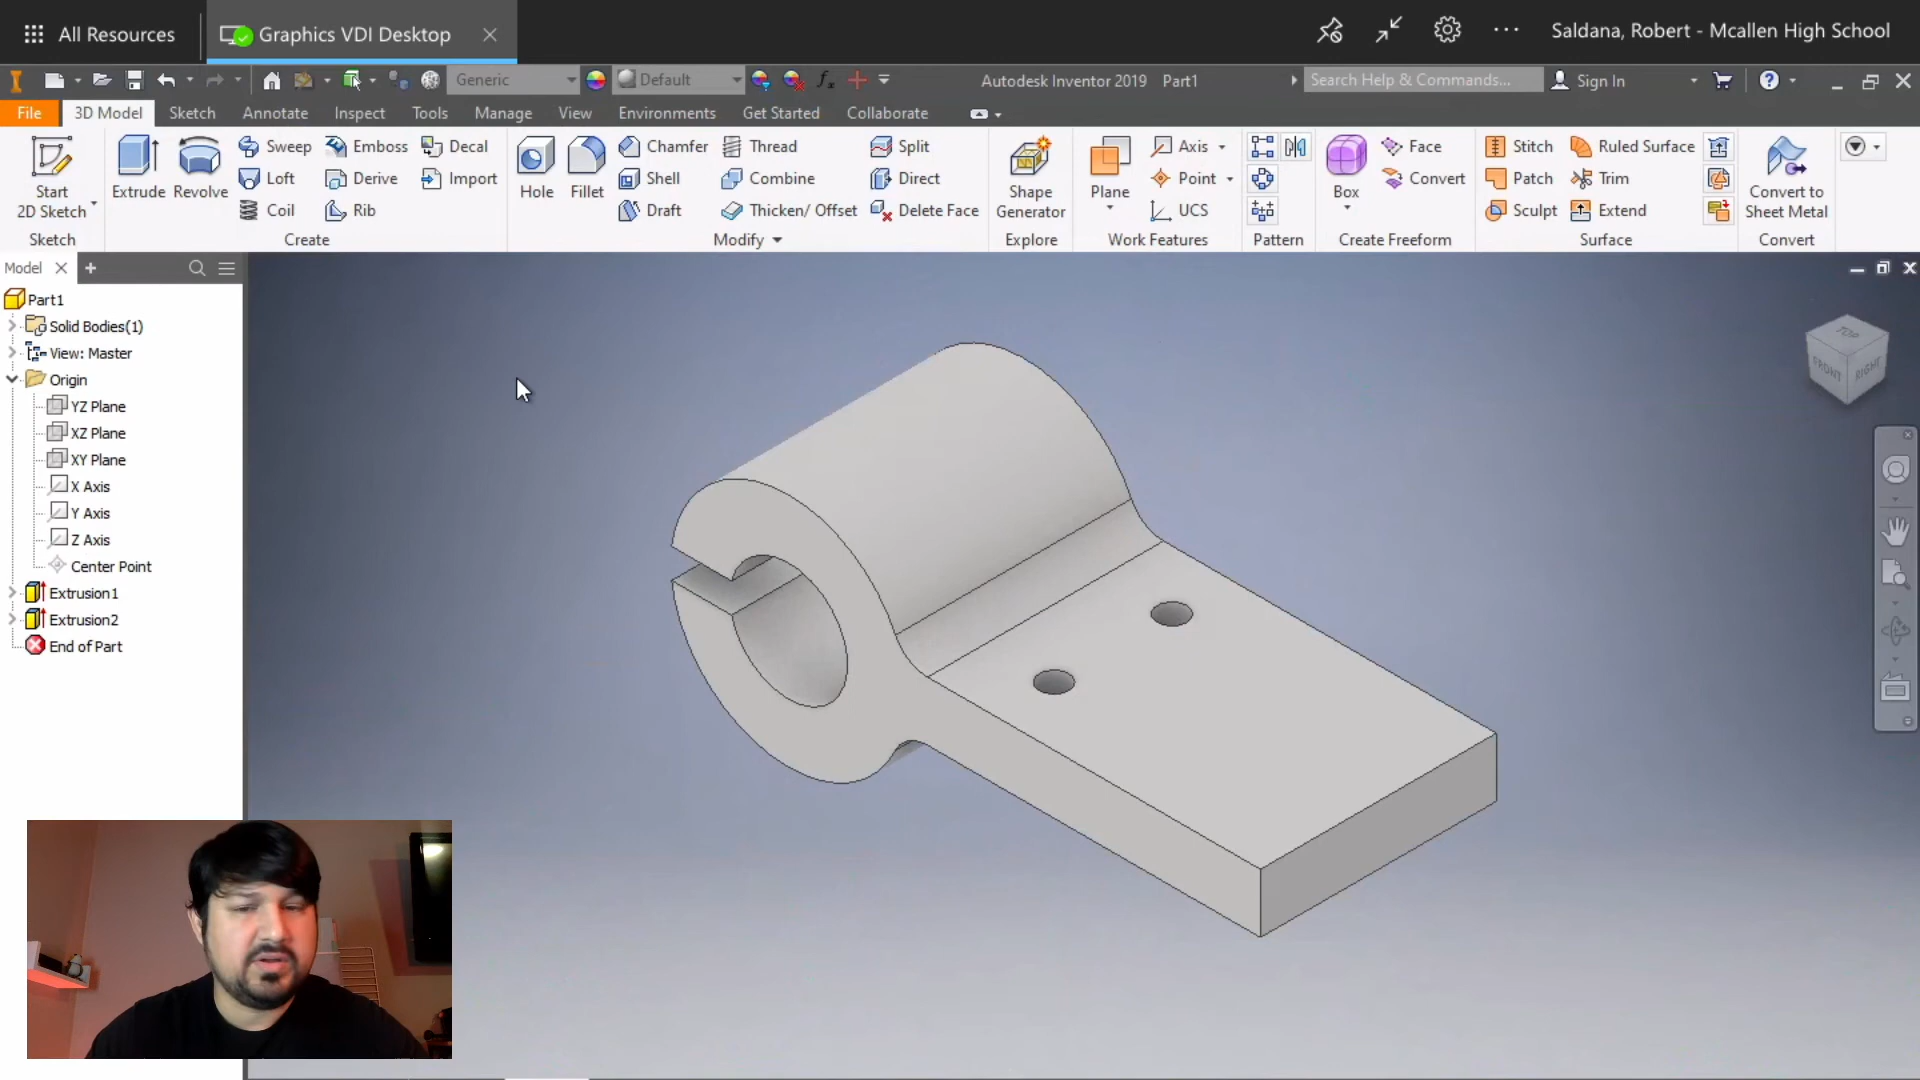 All Resources
Graphics VDI Desktop
Saldana, Robert - Mcallen High School
Generic
Default
Autodesk Inventor 2019 Part1
Search Help & Commands...
Sign In
File
3D Model
Sketch
Annotate
Inspect
Tools
Manage
View
Environments
Get Started
Collaborate
Start
2D Sketch
Extrude
Revolve
Sweep
Loft
Coil
Emboss
Derive
Rib
Decal
Import
Hole
Fillet
Chamfer
Shell
Draft
Thread
Combine
Thicken/ Offset
Split
Direct
Delete Face
Shape
Generator
Plane
Axis
Point
UCS
Box
Face
Convert
Stitch
Patch
Sculpt
Ruled Surface
Trim
Extend
Convert to
Sheet Metal
Sketch
Create
Modify
Explore
Work Features
Pattern
Create Freeform
Surface
Convert
Model
Part1
Solid Bodies(1)
View: Master
Origin
YZ Plane
XZ Plane
XY Plane
X Axis
Y Axis
Z Axis
Center Point
Extrusion1
Extrusion2
End of Part
TOP
FRONT
RIGHT